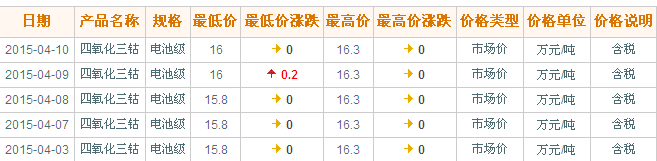 日期 产品名称 规格 最低价 最低价涨跌 最高价 最高价涨跌 价格类型 价格单位 价格说明
2015-04-10 四氧化三钴 电池级 16 0 16.3 0 市场价 万元/吨 含税
2015-04-09 四氧化三钴 电池级 16 0.2 16.3 0 市场价 万元/吨 含税
2015-04-08 四氧化三钴 电池级 15.8 0 16.3 0 市场价 万元/吨 含税
2015-04-07 四氧化三钴 电池级 15.8 0 16.3 0 市场价 万元/吨 含税
2015-04-03 四氧化三钴 电池级 15.8 0 16.3 0 市场价 万元/吨 含税